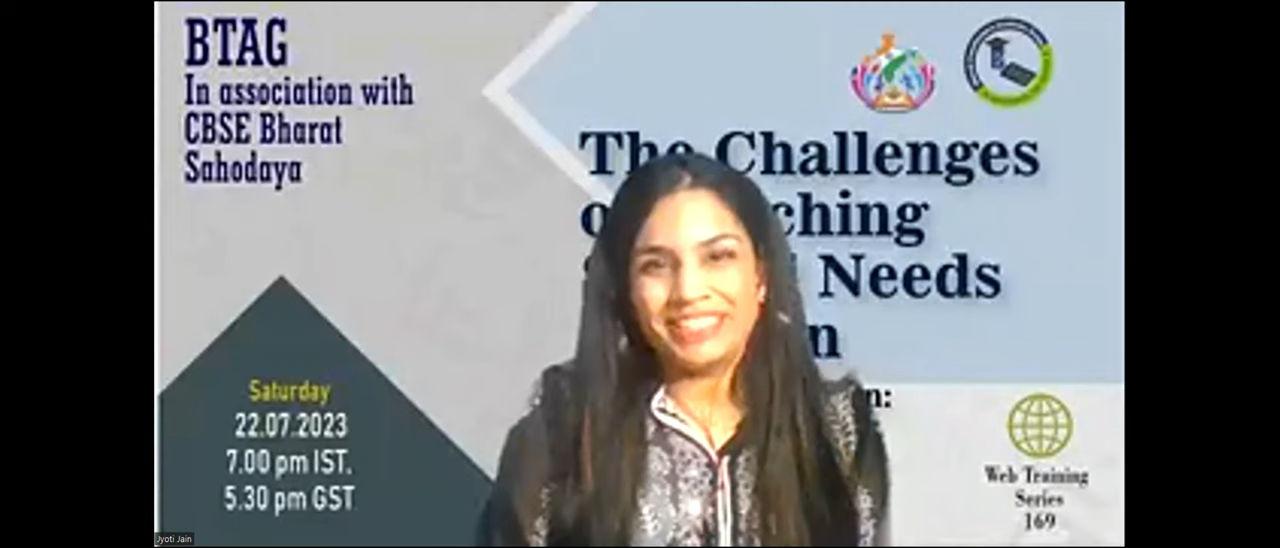 BTAG
In association with
CBSE Bharat
Sahodaya
The Challenges
ching
Needs
n
n:
Saturday
22.07.2023
7.00 pm IST,
5.30 pm GST
Web Training
Series
169
Jyoti Jain